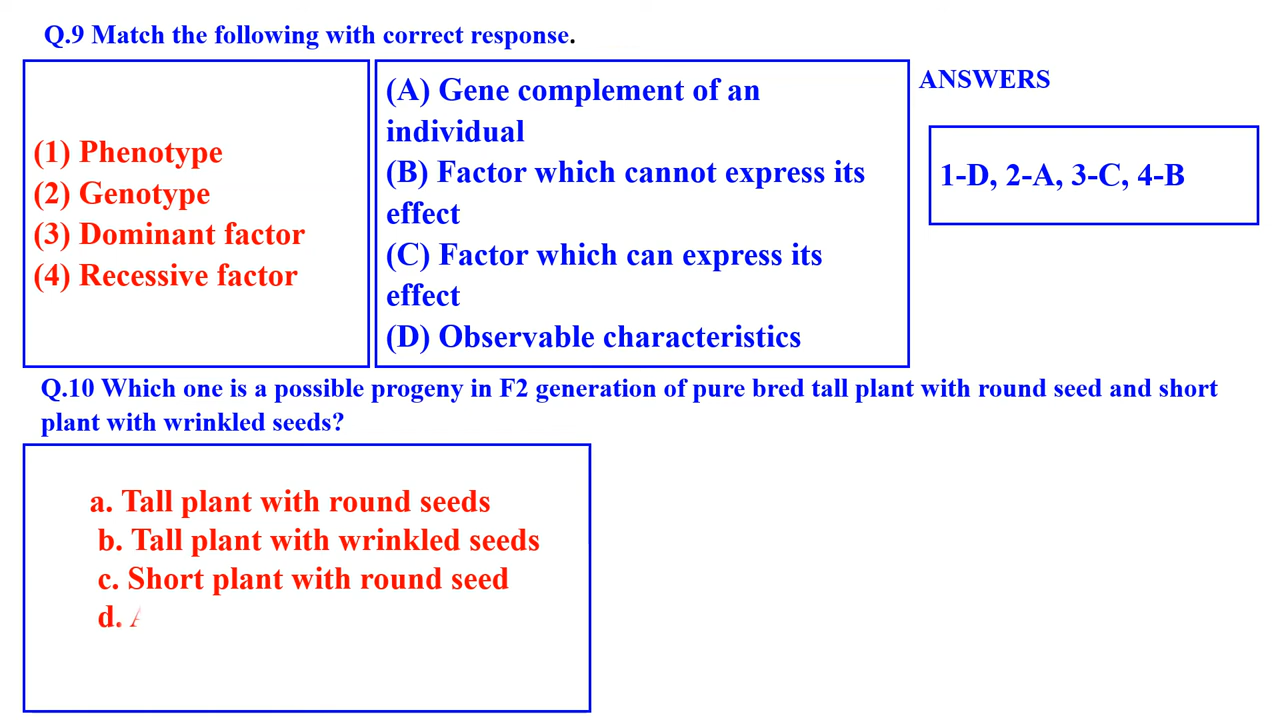 Q.9 Match the following with correct response.
(1) Phenotype
(2) Genotype
(3) Dominant factor
(4) Recessive factor
(A) Gene complement of an
individual
(B) Factor which cannot express its
effect
(C) Factor which can express its
effect
(D) Observable characteristics
ANSWERS
1-D, 2-A, 3-C, 4-B
Q.10 Which one is a possible progeny in F2 generation of pure bred tall plant with round seed and short
plant with wrinkled seeds?
a. Tall plant with round seeds
b. Tall plant with wrinkled seeds
c. Short plant with round seed
d.